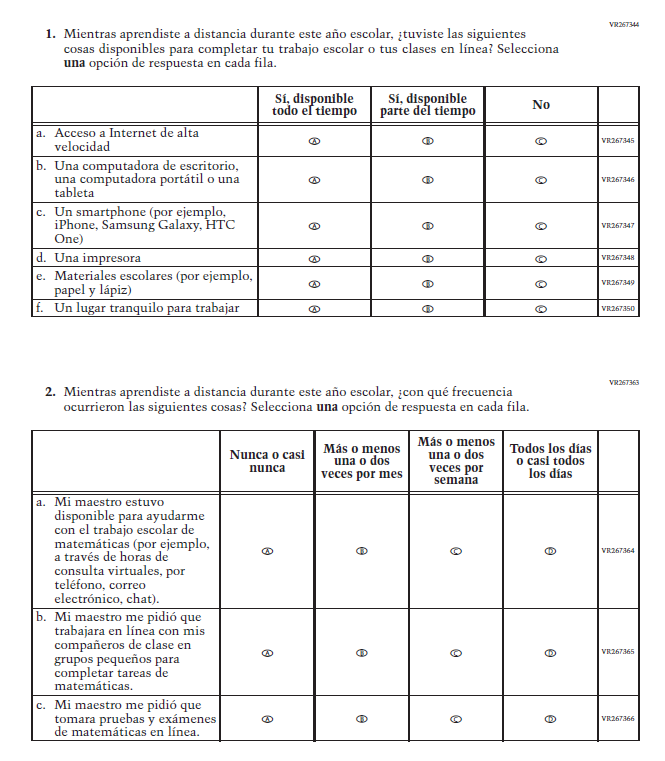 VR267344
1. Mientras aprendiste a distancia durante este año escolar, ¿tuviste las siguientes
cosas disponibles para completar tu trabajo escolar o tus clases en línea? Selecciona
una opción de respuesta en cada fila.
Sí, disponible
todo el tiempo
Sí, disponible
parte del tiempo
No
a. Acceso a Internet de alta
velocidad
A B C VR267345
b. Una computadora de escritorio,
una computadora portátil o una
tableta
A B C VR267346
c. Un smartphone (por ejemplo,
iPhone, Samsung Galaxy, HTC
One)
A B C VR267347
d. Una impresora A B C VR267348
e. Materiales escolares (por ejemplo,
papel y lápiz)
A B C VR267349
f. Un lugar tranquilo para trabajar A B C VR267350
VR267363
2. Mientras aprendiste a distancia durante este año escolar, ¿con qué frecuencia
ocurrieron las siguientes cosas? Selecciona una opción de respuesta en cada fila.
Nunca o casi
nunca
Más o menos
una o dos
veces por mes
Más o menos
una o dos
veces por
semana
Todos los días
o casi todos
los días
a. Mi maestro estuvo
disponible para ayudarme
con el trabajo escolar de
matemáticas (por ejemplo,
a través de horas de
consulta virtuales, por
teléfono, correo
electrónico, chat).
A B C D VR267364
b. Mi maestro me pidió que
trabajara en línea con mis
compañeros de clase en
grupos pequeños para
completar tareas de
matemáticas.
A B C D VR267365
c. Mi maestro me pidió que
tomara pruebas y exámenes
de matemáticas en línea.
A B C D VR267366